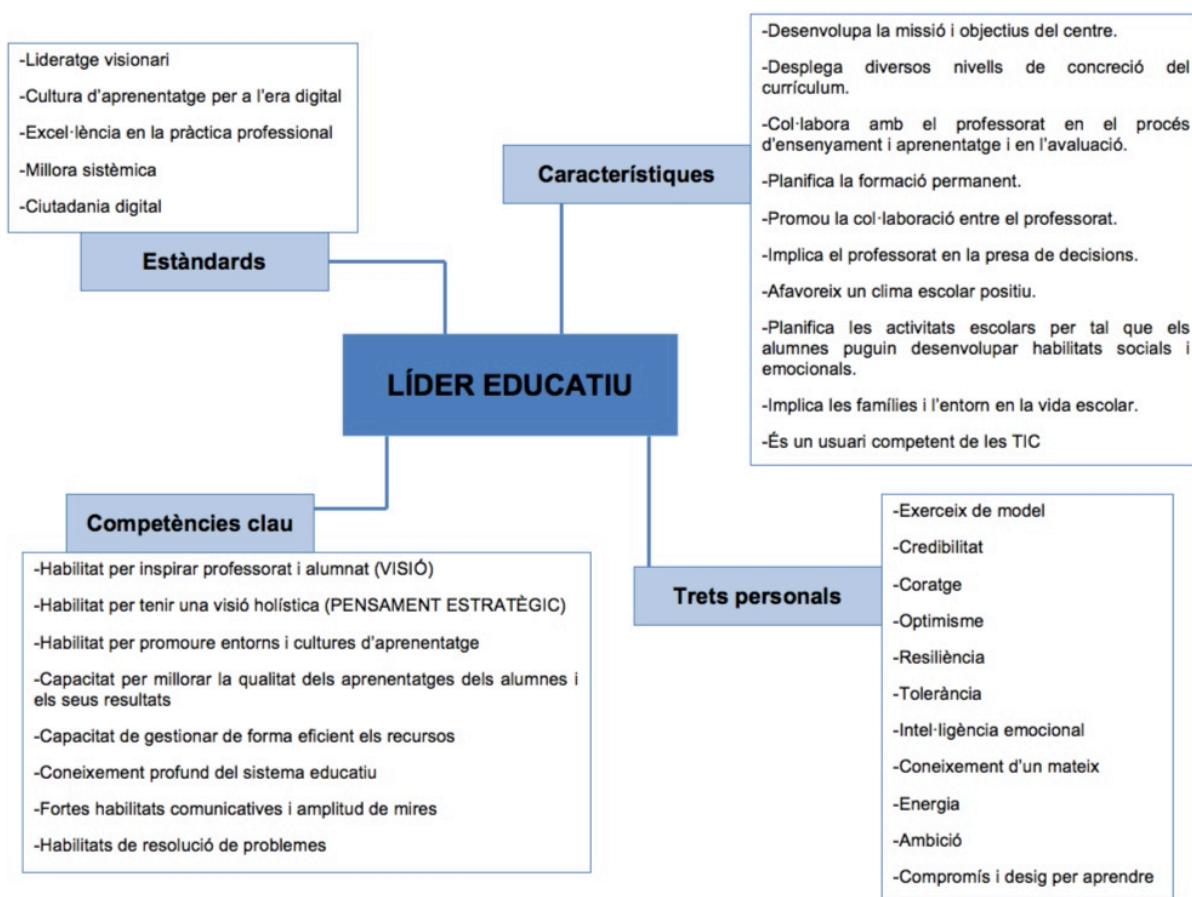 -Lideratge visionari
-Cultura d'aprenentatge per a l'era digital
-Excel·lència en la pràctica professional
-Millora sistèmica
-Ciutadania digital
Estàndards
Característiques
-Desenvolupa la missió i objectius del centre.
-Desplega diversos nivells de concreció del
currículum.
-Col·labora amb el professorat en el procés
d'ensenyament i aprenentatge i en l'avaluació.
-Planifica la formació permanent.
-Promou la col·laboració entre el professorat.
-Implica el professorat en la presa de decisions.
-Afavoreix un clima escolar positiu.
-Planifica les activitats escolars per tal que els
alumnes puguin desenvolupar habilitats socials i
emocionals.
-Implica les famílies i l'entorn en la vida escolar.
-És un usuari competent de les TIC
LÍDER EDUCATIU
Competències clau
-Habilitat per inspirar professorat i alumnat (VISIÓ)
-Habilitat per tenir una visió holística (PENSAMENT ESTRATÈGIC)
-Habilitat per promoure entorns i cultures d'aprenentatge
-Capacitat per millorar la qualitat dels aprenentatges dels alumnes i
els seus resultats
-Capacitat de gestionar de forma eficient els recursos
-Coneixement profund del sistema educatiu
-Fortes habilitats comunicatives i amplitud de mires
-Habilitats de resolució de problemes
Trets personals
-Exerceix de model
-Credibilitat
-Coratge
-Optimisme
-Resiliència
-Tolerància
-Intel·ligència emocional
-Coneixement d'un mateix
-Energia
-Ambició
-Compromís i desig per aprendre